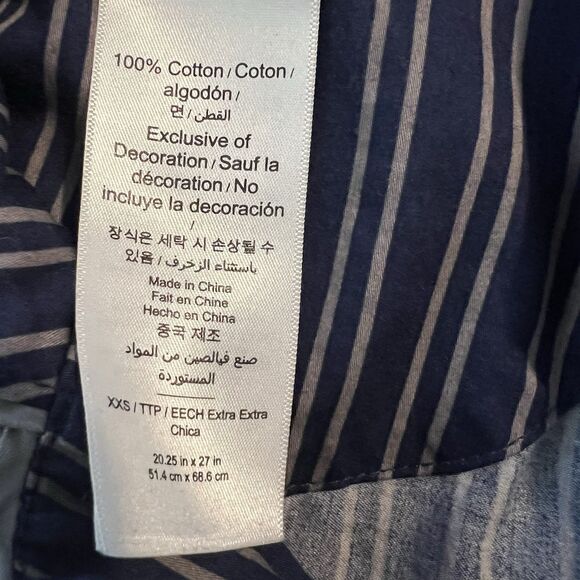 100% Cotton / Coton /
algodón /
면 / القطن /
Exclusive of
Decoration / Sauf la
décoration / No
incluye la decoración
/
장식은 세탁 시 손상될 수
있음 / باستثناء الزخرف /
Made in China
Fait en Chine
Hecho en China
중국 제조
صنع فيالصين من المواد
المستوردة
XXS / TTP / EECH Extra Extra
Chica
20.25 in x 27 in
51.4 cm x 68.6 cm